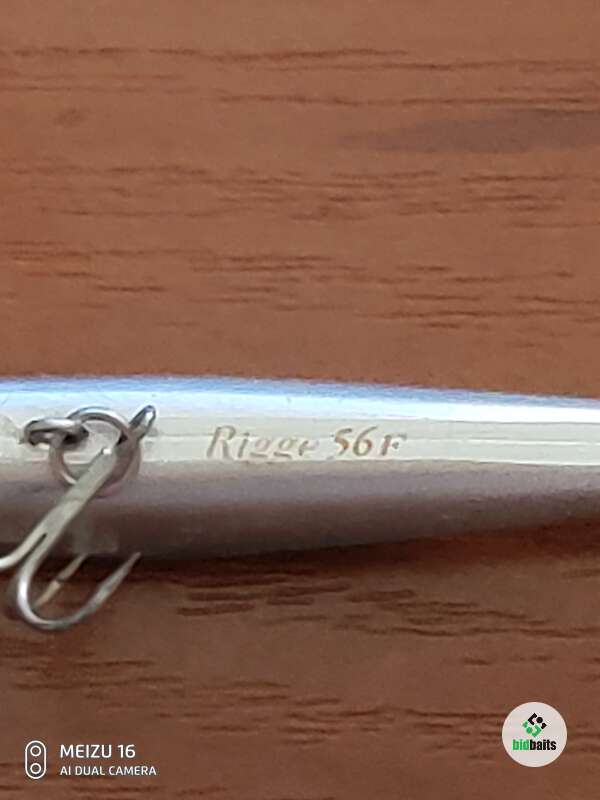 Rigge 56F
bidbaits
MEIZU 16
AI DUAL CAMERA